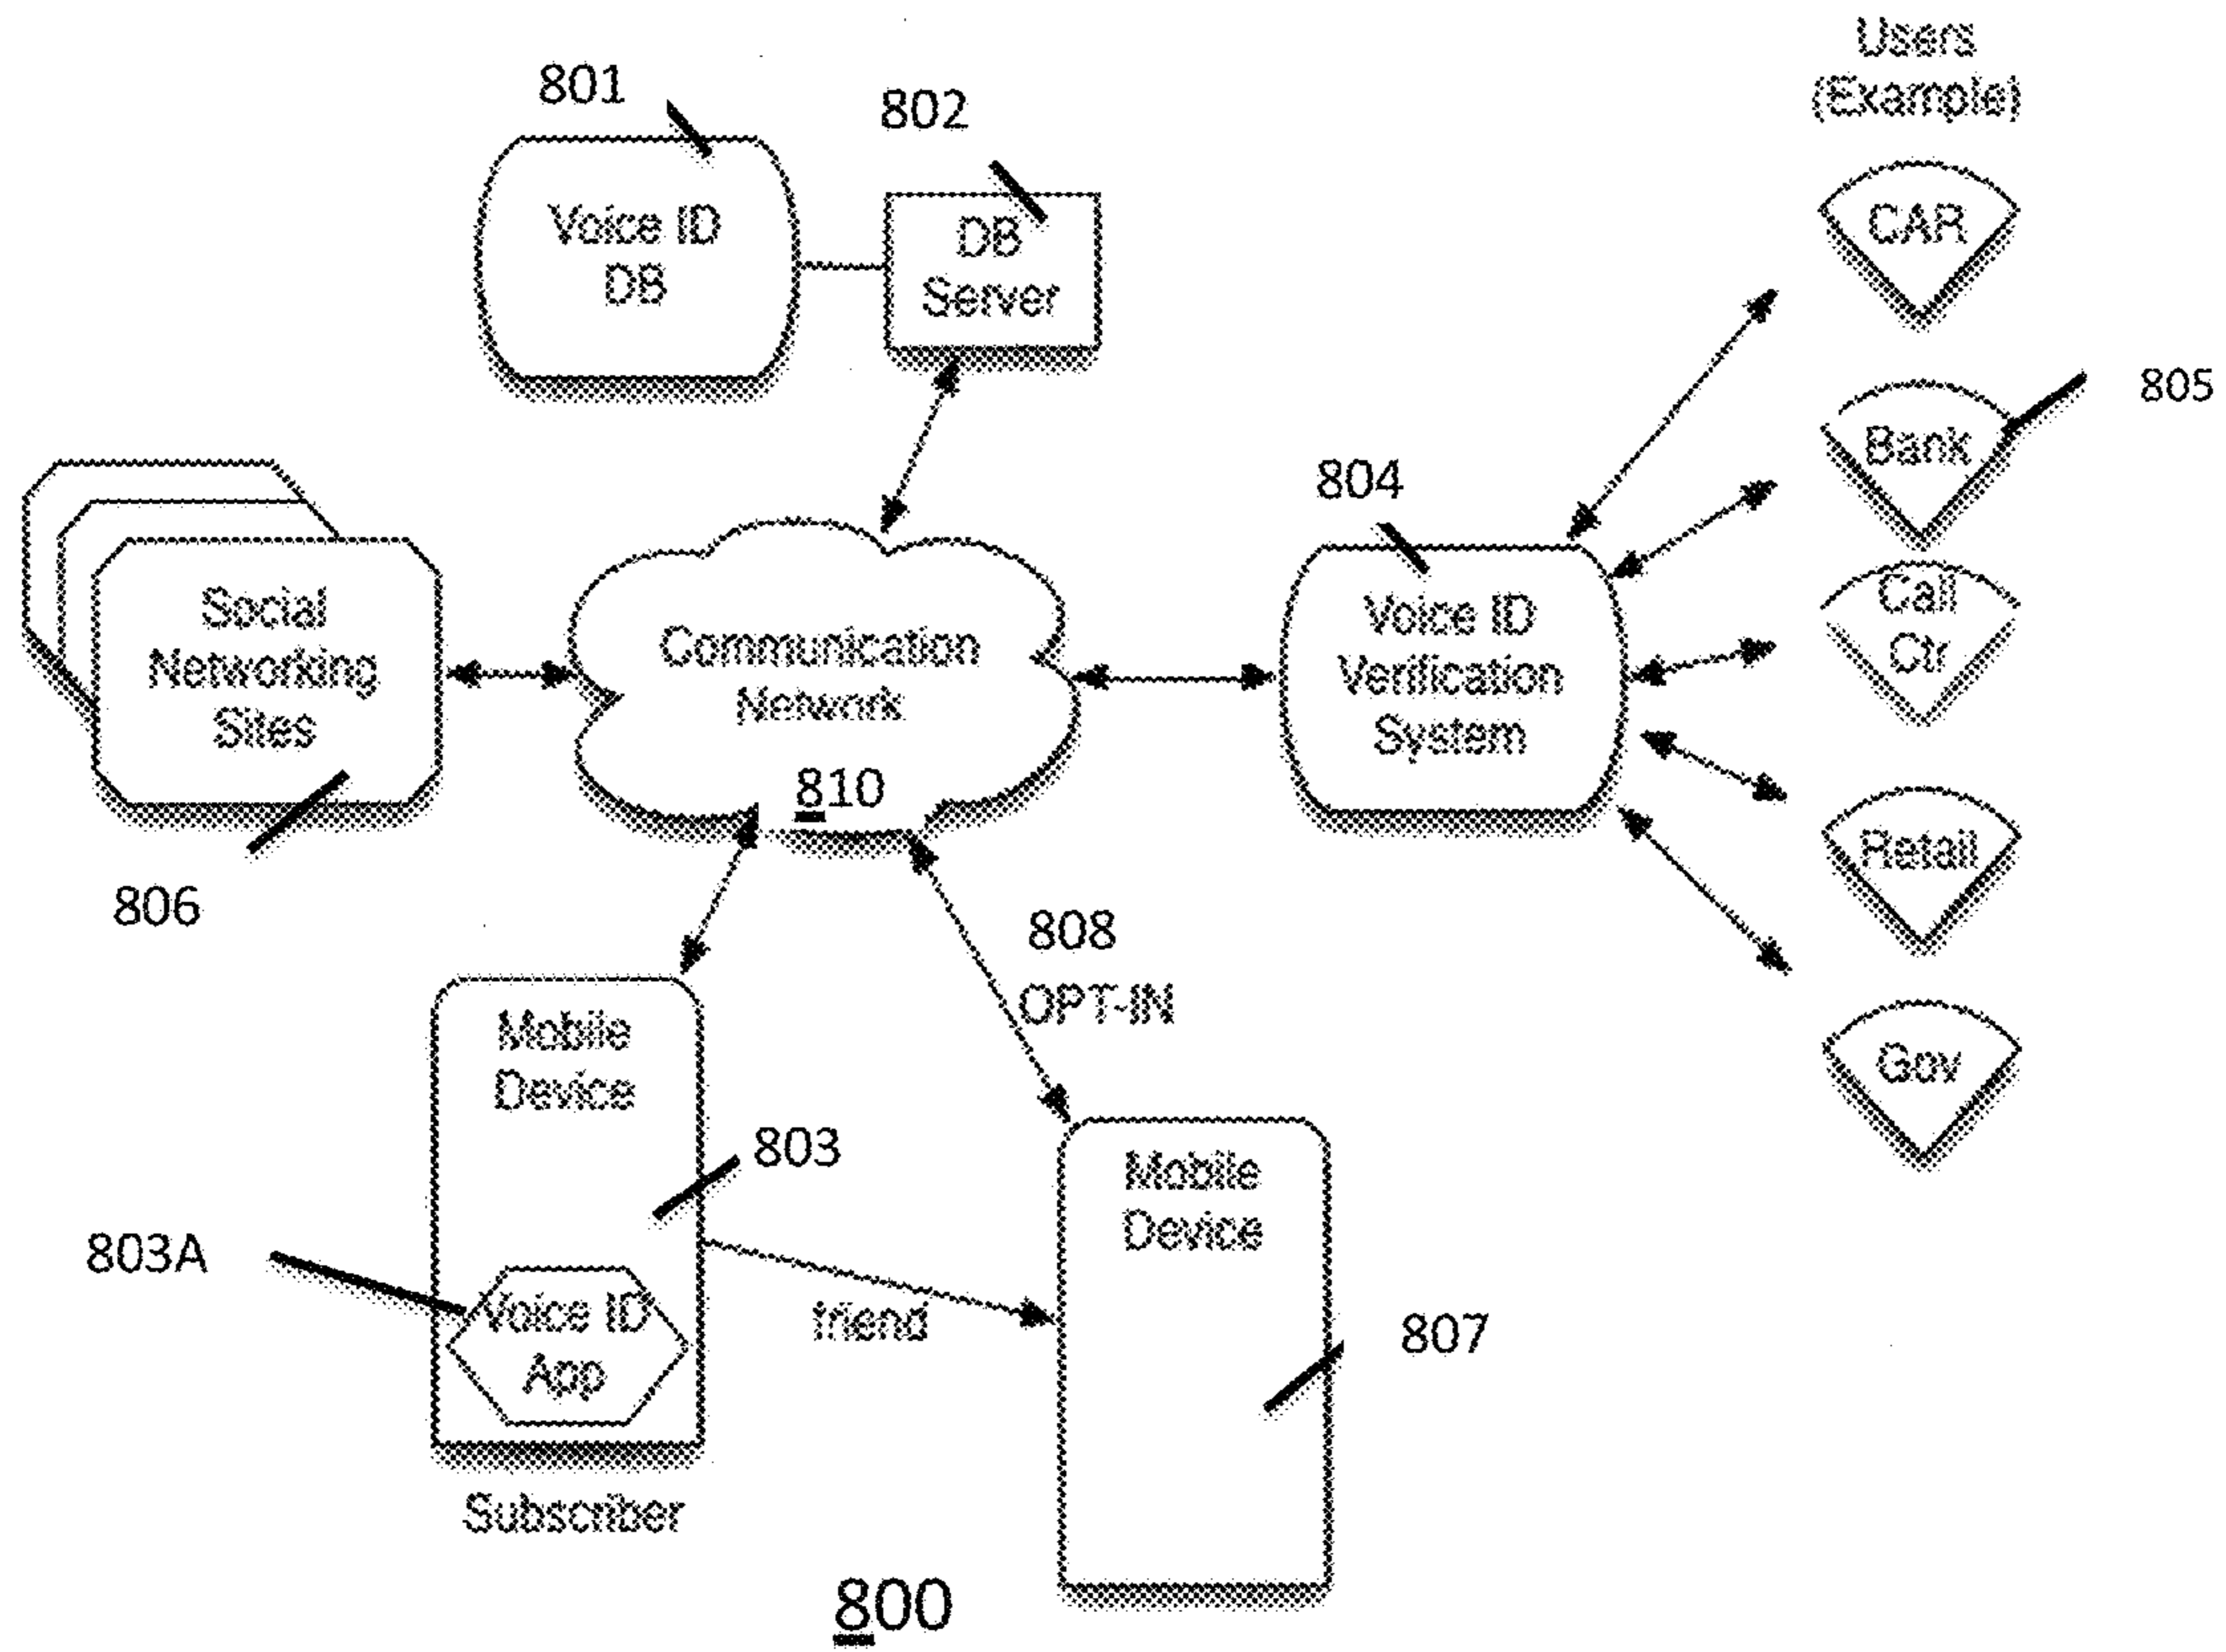 Users
(Example)
801
802
Voice ID
DB
DB
Server
CAR
Bank
805
804
Call
Ctr
Social
Networking
Sites
Communication
Network
810
Voice ID
Verification
System
Retail
806
808
OPT-IN
Gov
Mobile
Device
803
Mobile
Device
803A
Voice ID
App
friend
807
Subscriber
800